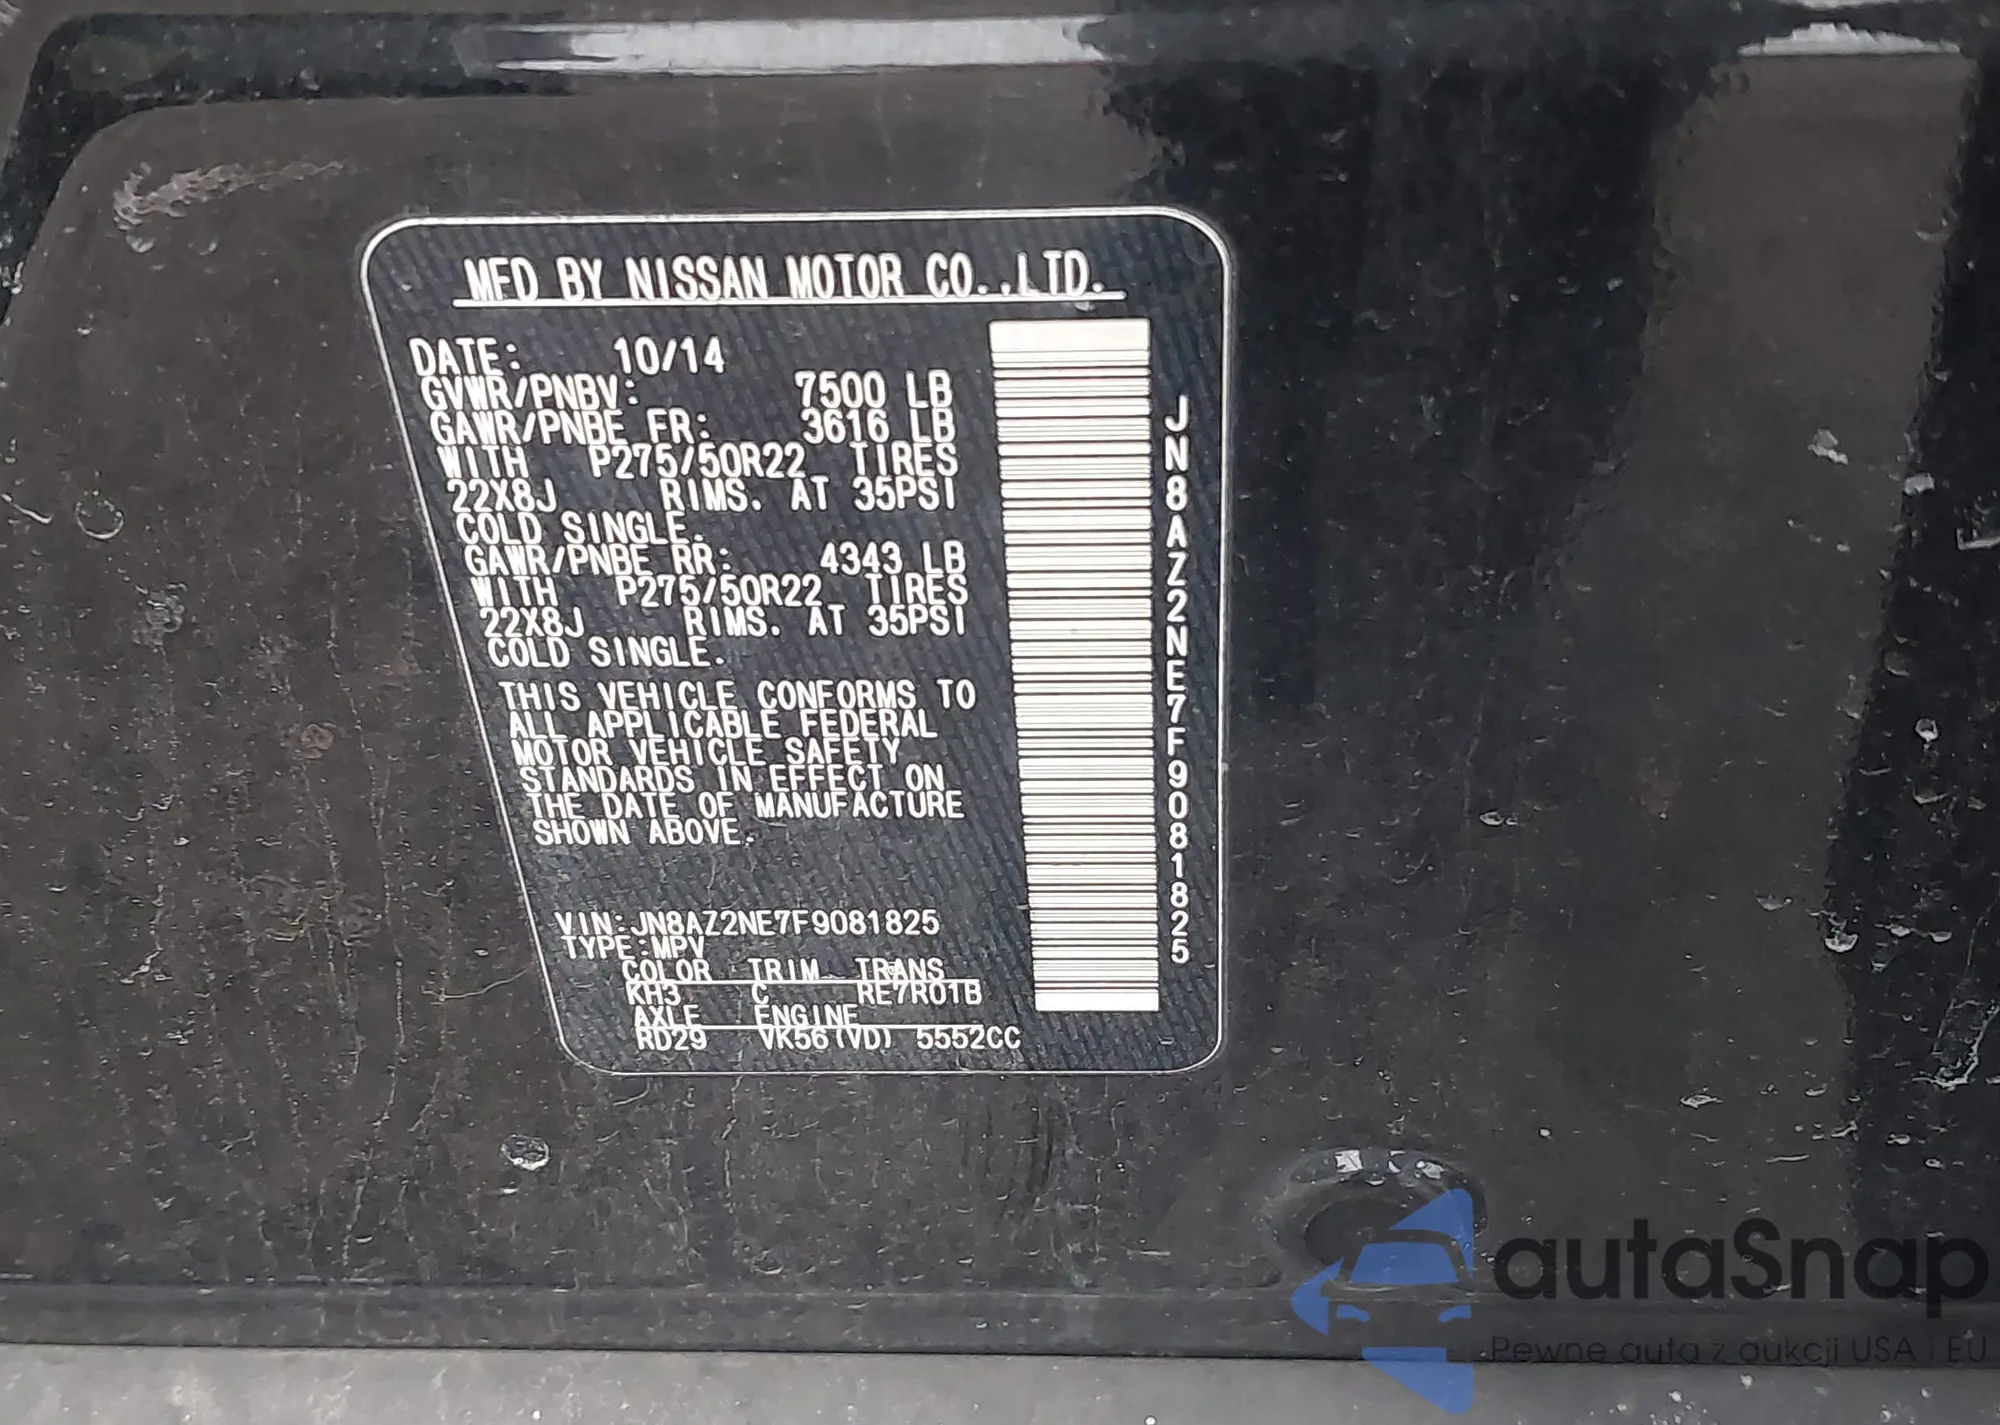 MFD BY NISSAN MOTOR CO.,LTD.
DATE: 10/14
GVWR/PNBV: 7500 LB
GAWR/PNBE FR: 3616 LB
WITH P275/50R22 TIRES
22X8J RIMS. AT 35PSI
COLD SINGLE.
GAWR/PNBE RR: 4343 LB
WITH P275/50R22 TIRES
22X8J RIMS. AT 35PSI
COLD SINGLE.
THIS VEHICLE CONFORMS TO
ALL APPLICABLE FEDERAL
MOTOR VEHICLE SAFETY
STANDARDS IN EFFECT ON
THE DATE OF MANUFACTURE
SHOWN ABOVE.
VIN:JN8AZ2NE7F9081825
TYPE:MPV
COLOR TRIM TRANS
KH3 C RE7R01B
AXLE ENGINE
RD29 VK56(VD) 5552CC
JN8AZ2NE7F9081825
autaSnap
Pewne auta z aukcji USA i EU